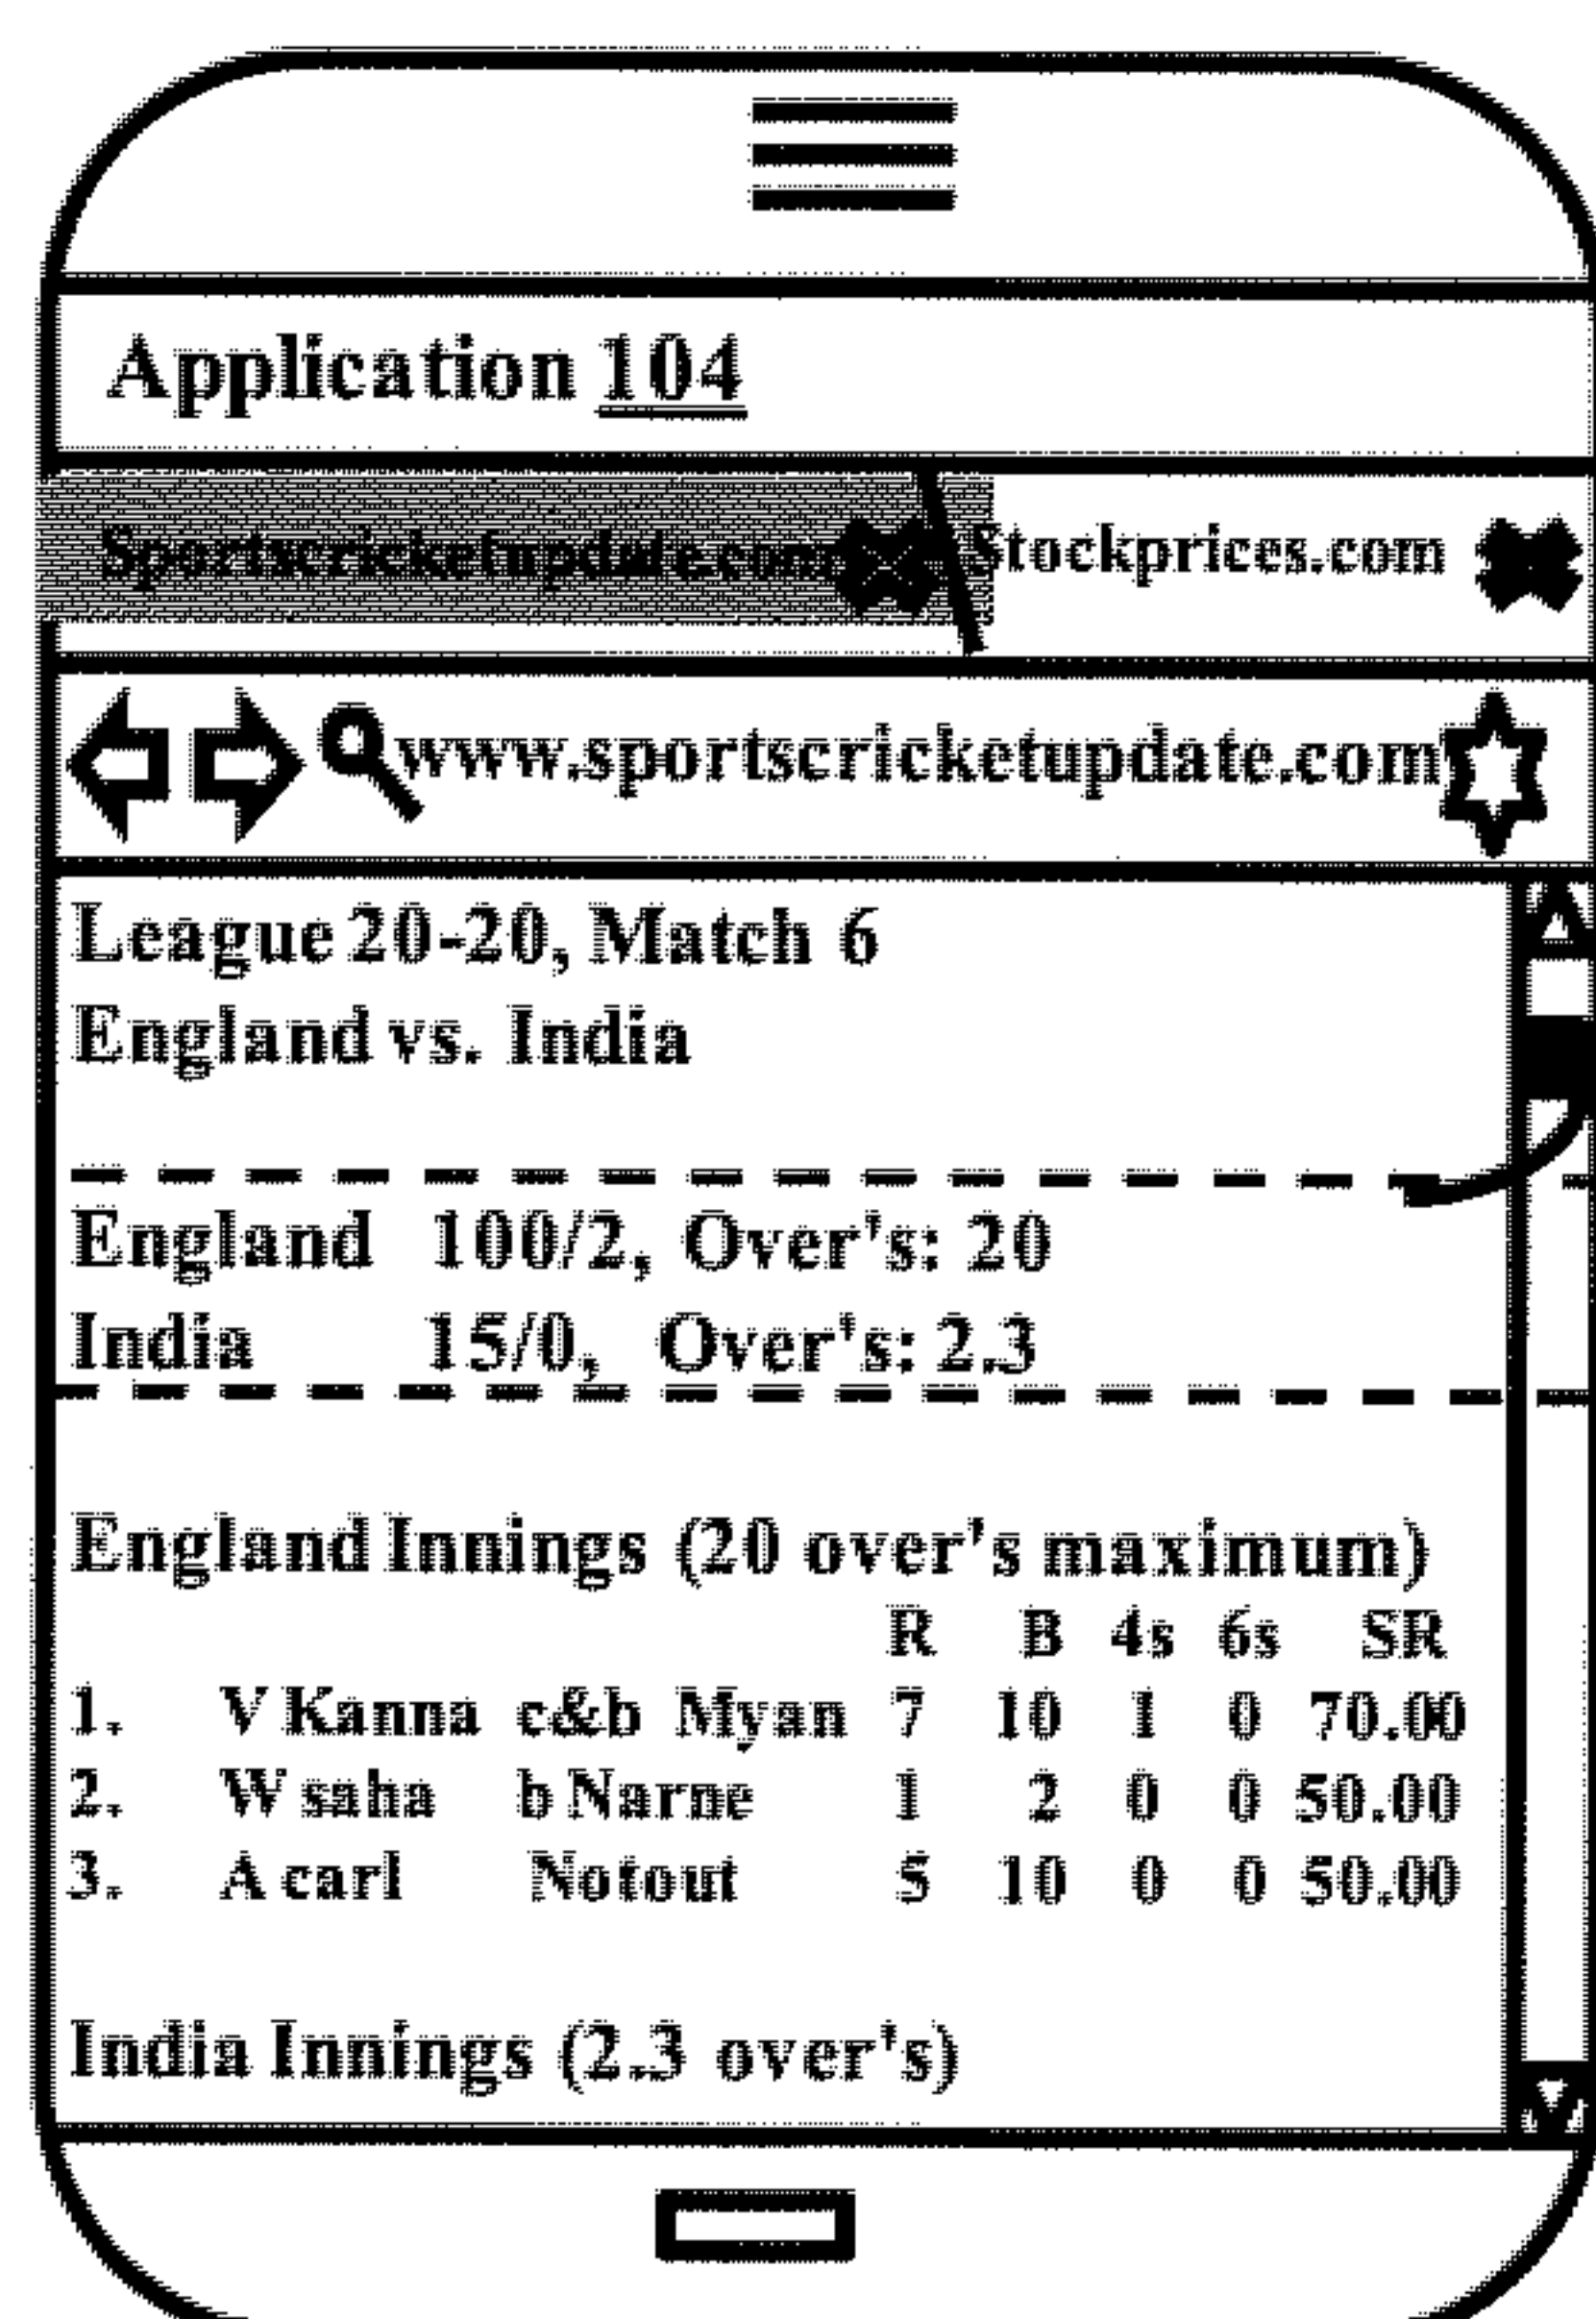 Application 104
Sportscricketupdate.com Stockprices.com
www.sportscricketupdate.com
League 20-20, Match 6
England vs. India
England 100/2, Over's: 20
India 15/0, Over's: 2.3
England Innings (20 over's maximum)
R B 4s 6s SR
1. V Kanna c&b Myan 7 10 1 0 70.00
2. W saha b Narne 1 2 0 0 50.00
3. A carl Notout 5 10 0 0 50.00
India Innings (2.3 over's)